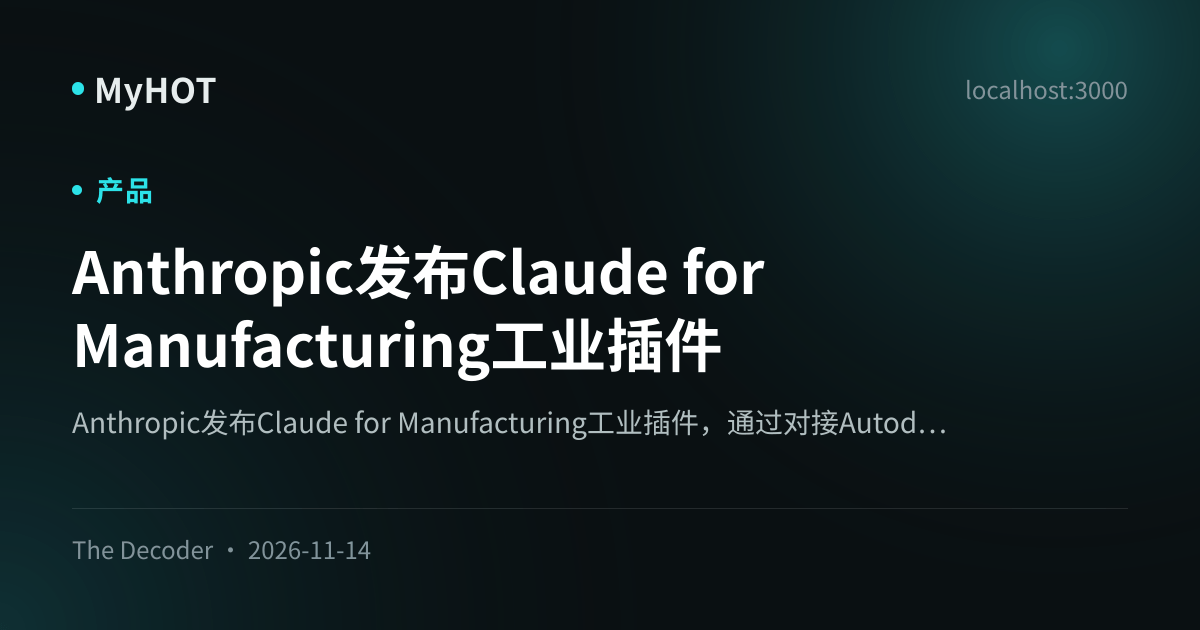 MyHOT
localhost:3000
产品
Anthropic发布Claude for
Manufacturing工业插件
Anthropic发布Claude for Manufacturing工业插件，通过对接Autod…
The Decoder · 2026-11-14